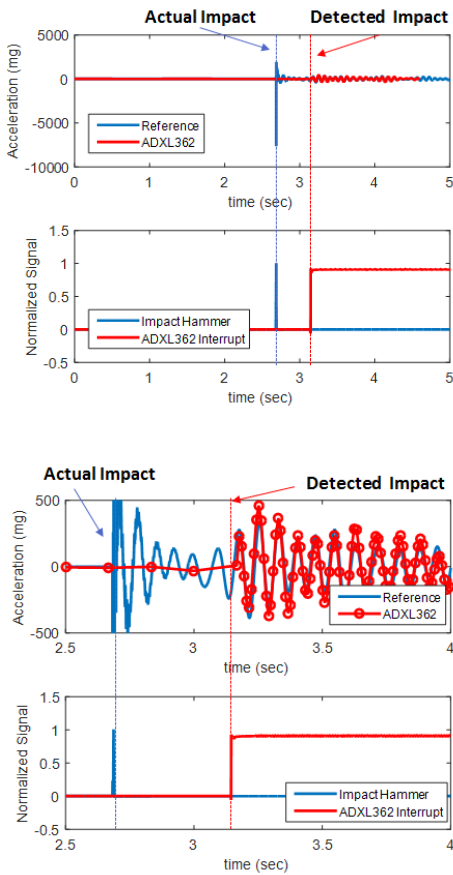 Actual Impact
Detected Impact
5000
0
-5000
-10000
Acceleration (mg)
Reference
ADXL362
0 1 2 3 4 5
time (sec)
1.5
1
0.5
0
-0.5
Normalized Signal
Impact Hammer
ADXL362 Interrupt
0 1 2 3 4 5
time (sec)
Actual Impact
Detected Impact
500
0
-500
Acceleration (mg)
Reference
ADXL362
2.5 3 3.5 4
time (sec)
1.5
1
0.5
0
-0.5
Normalized Signal
Impact Hammer
ADXL362 Interrupt
2.5 3 3.5 4
time (sec)